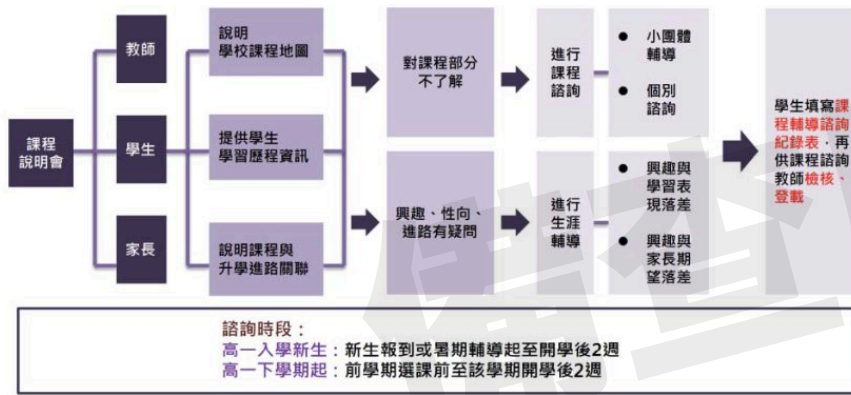 課程
說明會
教師
學生
家長
說明
學校課程地圖
提供學生
學習歷程資訊
說明課程與
升學進路關聯
對課程部分
不了解
興趣、性向、
進路有疑問
進行
課程
諮詢
進行
生涯
輔導
● 小團體
輔導
● 個別
諮詢
● 興趣與
學習表
現落差
● 興趣與
家長期
望落差
學生填寫課
程輔導諮詢
紀錄表，再
供課程諮詢
教師檢核、
登載
諮詢時段：
高一入學新生：新生報到或暑期輔導起至開學後2週
高一下學期起：前學期選課前至該學期開學後2週
備查